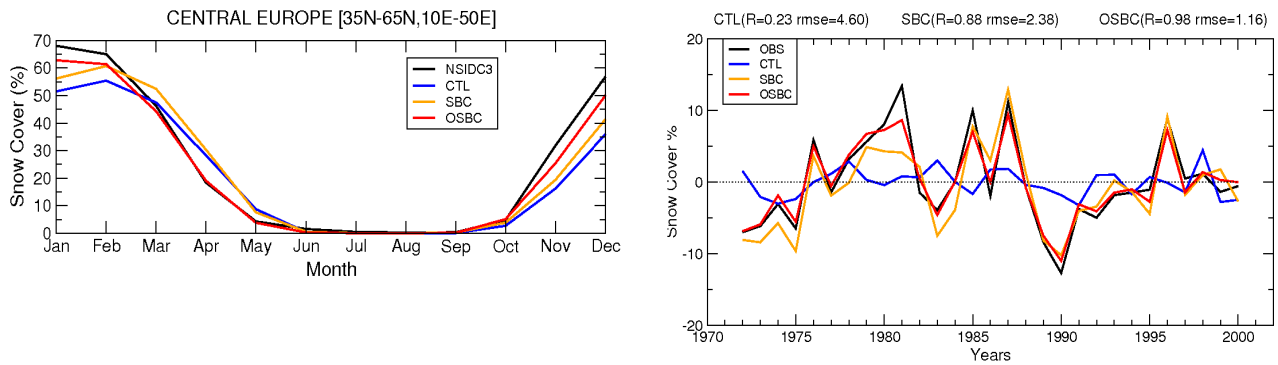 CENTRAL EUROPE [35N-65N,10E-50E]
Snow Cover (%)
70
60
50
40
30
20
10
0
NSIDC3
CTL
SBC
OSBC
Jan Feb Mar Apr May Jun Jul Aug Sep Oct Nov Dec
Month
CTL(R=0.23 rmse=4.60) SBC(R=0.88 rmse=2.38) OSBC(R=0.98 rmse=1.16)
Snow Cover %
20
10
0
-10
-20
OBS
CTL
SBC
OSBC
1970 1975 1980 1985 1990 1995 2000
Years